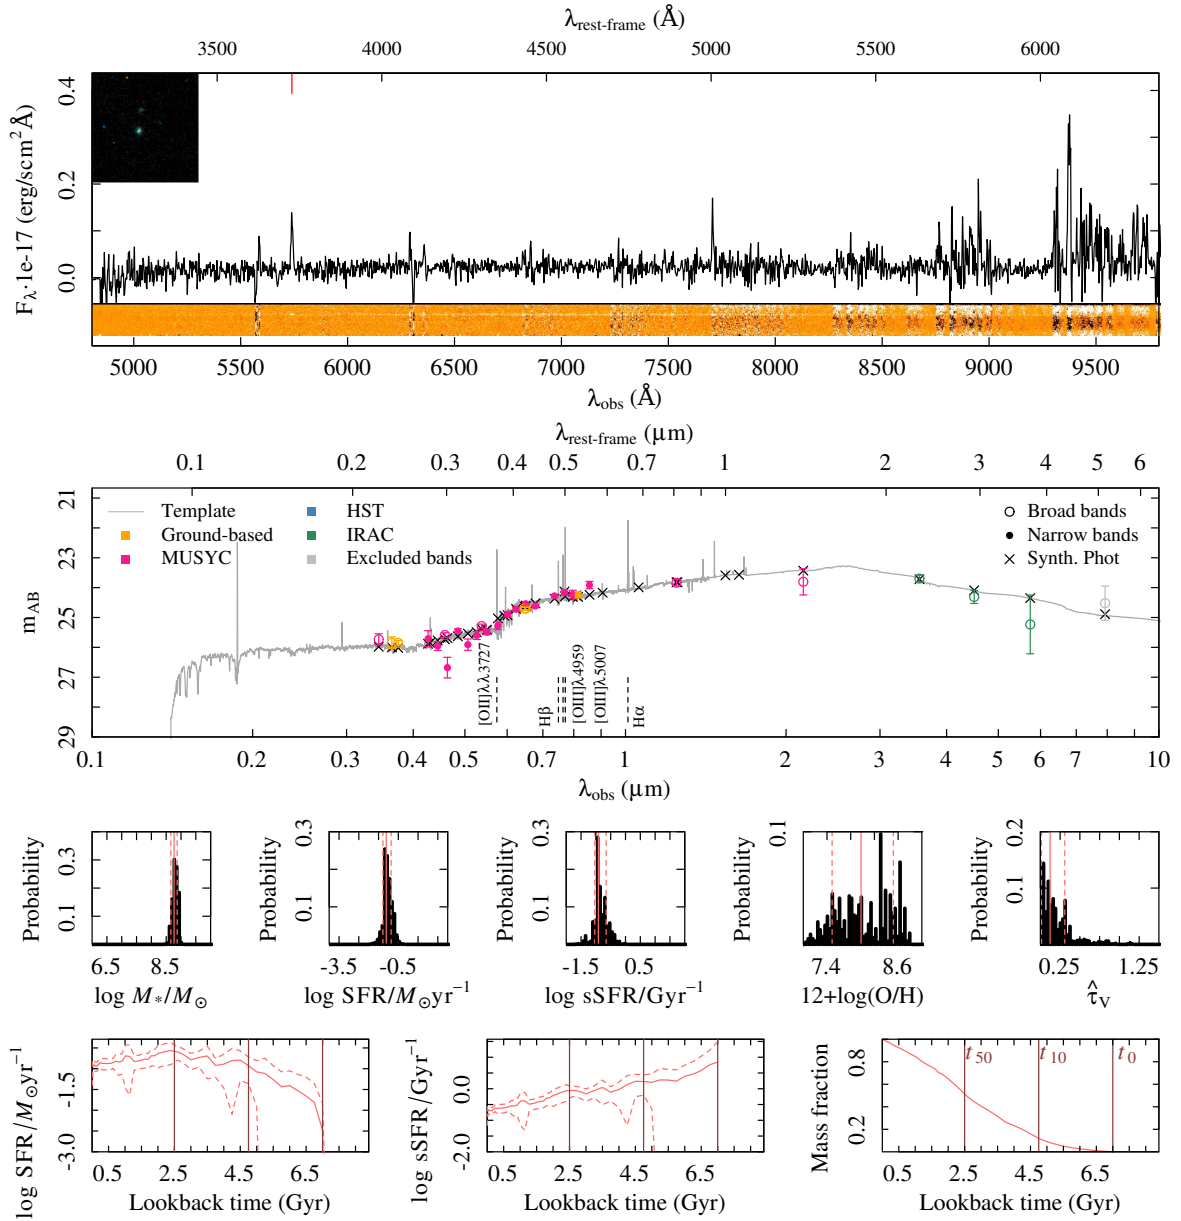 λrest-frame (Å)
3500 4000 4500 5000 5500 6000
Fλ·1e-17 (erg/scm²Å)
0.4
0.2
0.0
5000 5500 6000 6500 7000 7500 8000 8500 9000 9500
λobs (Å)
λrest-frame (μm)
0.1 0.2 0.3 0.4 0.5 0.7 1 2 3 4 5 6
mAB
21
23
25
27
29
Template
Ground-based
MUSYC
HST
IRAC
Excluded bands
Broad bands
Narrow bands
Synth. Phot
[OII]λλ3727
Hβ
[OIII]λ4959
[OIII]λ5007
Hα
0.1 0.2 0.3 0.4 0.5 0.7 1 2 3 4 5 6 7 10
λobs (μm)
Probability
0.3
0.1
6.5 8.5
log M*/M⊙
Probability
0.3
0.1
-3.5 -0.5
log SFR/M⊙yr⁻¹
Probability
0.3
0.1
-1.5 0.5
log sSFR/Gyr⁻¹
Probability
0.1
7.4 8.6
12+log(O/H)
Probability
0.2
0.1
0.25 1.25
τ̂V
log SFR/M⊙yr⁻¹
-1.5
-3.0
0.5 2.5 4.5 6.5
Lookback time (Gyr)
log sSFR/Gyr⁻¹
0.0
-2.0
0.5 2.5 4.5 6.5
Lookback time (Gyr)
Mass fraction
0.8
0.2
t50 t10 t0
0.5 2.5 4.5 6.5
Lookback time (Gyr)